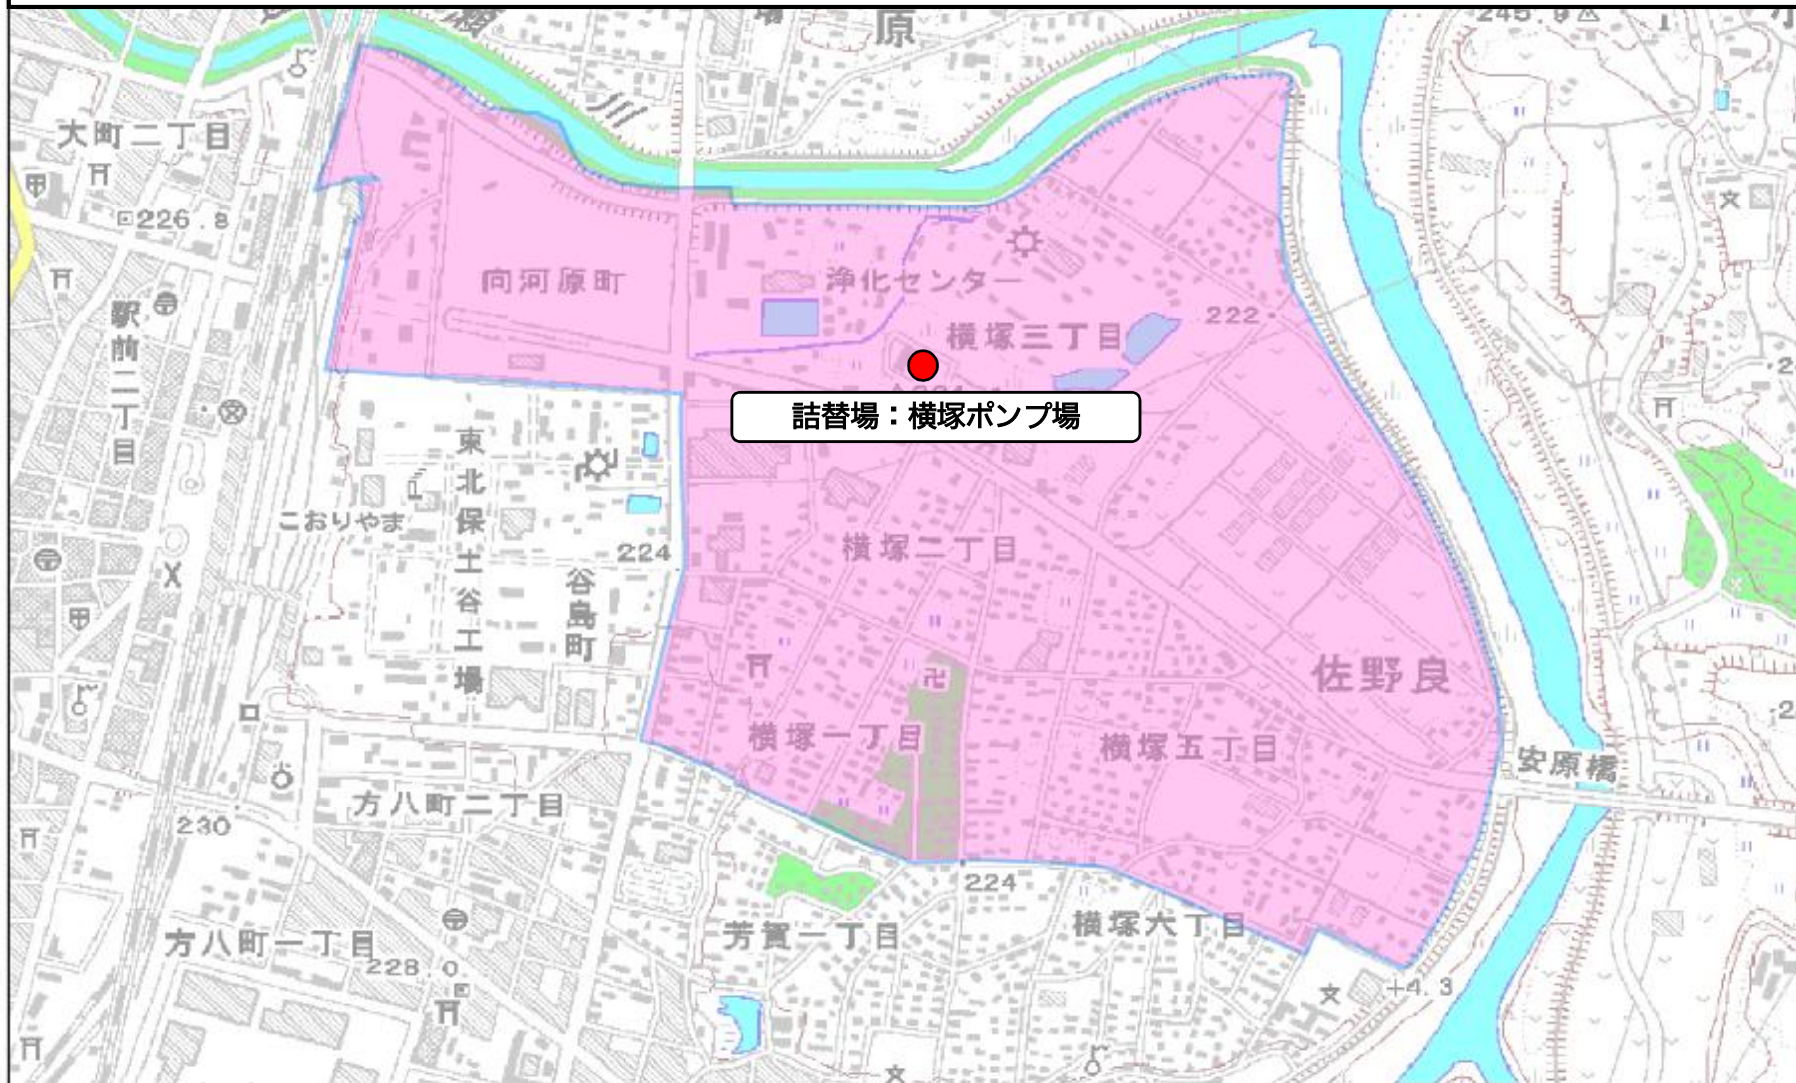 原
245.9
大町二丁目
226.8
向河原町
浄化センター
横塚三丁目
222
駅前二丁目
詰替場：横塚ポンプ場
東北保土谷工場
こおりやま
224
谷島町
横塚二丁目
佐野良
横塚一丁目
横塚五丁目
安原橋
方八町二丁目
230
224
芳賀一丁目
横塚六丁目
方八町一丁目
228.0
+4.3